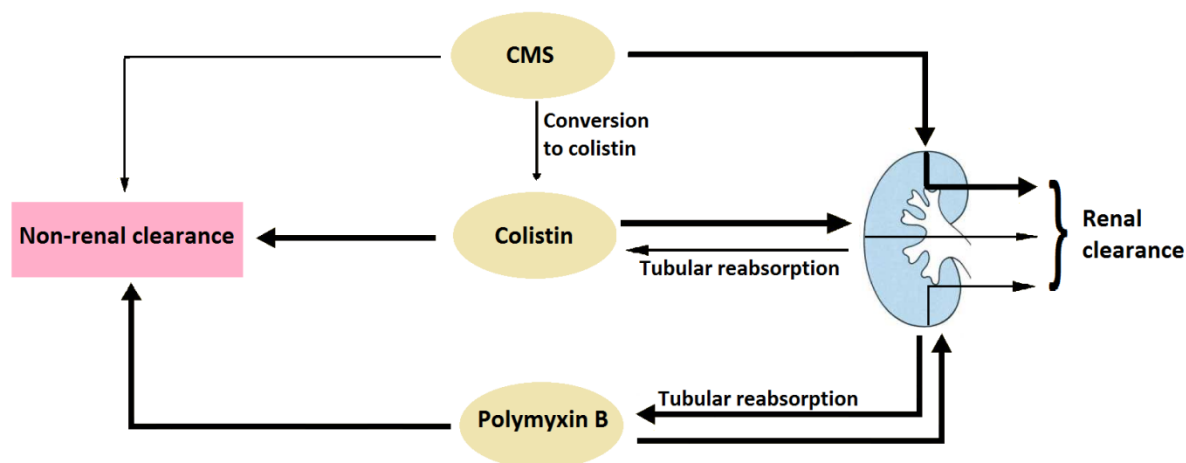 CMS
Conversion
to colistin
Non-renal clearance
Colistin
Tubular reabsorption
Renal
clearance
Tubular reabsorption
Polymyxin B